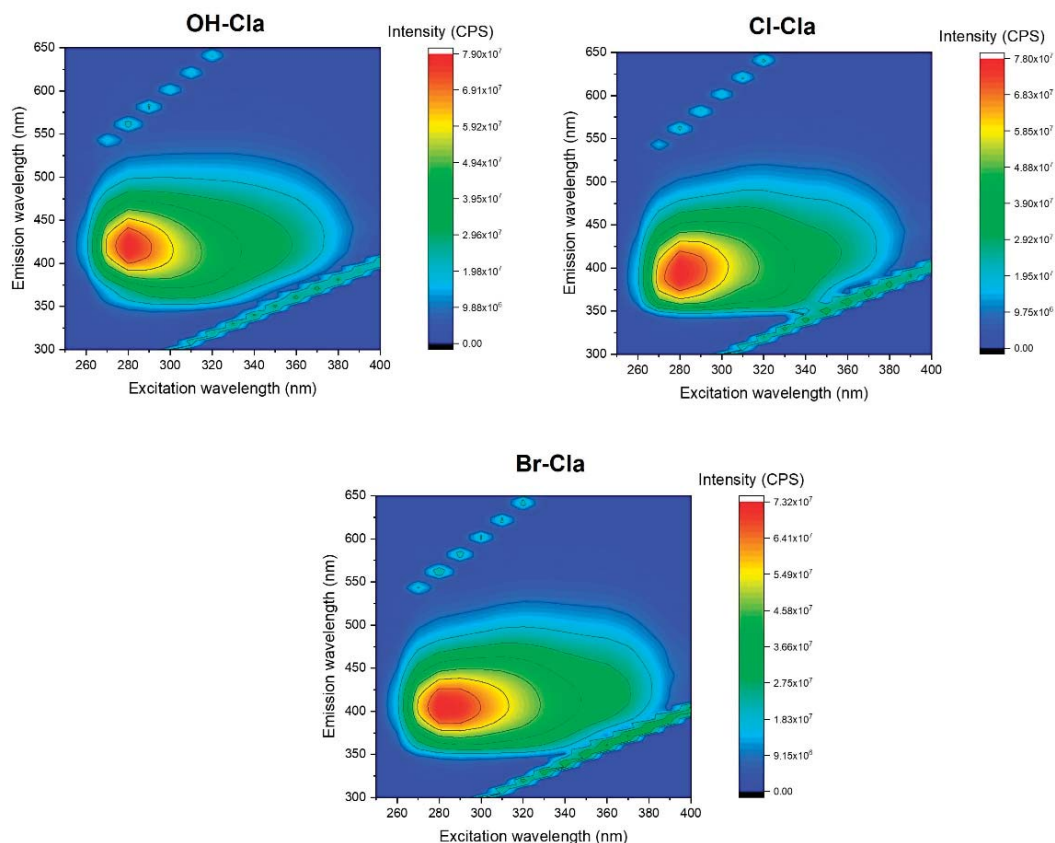 OH-Cla
Intensity (CPS)
7.90x10⁷
6.91x10⁷
5.92x10⁷
4.94x10⁷
3.95x10⁷
2.96x10⁷
1.98x10⁷
9.88x10⁶
0.00
650
600
550
500
450
400
350
300
Emission wavelength (nm)
260 280 300 320 340 360 380 400
Excitation wavelength (nm)
Cl-Cla
Intensity (CPS)
7.80x10⁷
6.83x10⁷
5.85x10⁷
4.88x10⁷
3.90x10⁷
2.92x10⁷
1.95x10⁷
9.75x10⁶
0.00
650
600
550
500
450
400
350
300
Emission wavelength (nm)
260 280 300 320 340 360 380 400
Excitation wavelength (nm)
Br-Cla
Intensity (CPS)
7.32x10⁷
6.41x10⁷
5.49x10⁷
4.58x10⁷
3.66x10⁷
2.75x10⁷
1.83x10⁷
9.15x10⁶
0.00
650
600
550
500
450
400
350
300
Emission wavelength (nm)
260 280 300 320 340 360 380 400
Excitation wavelength (nm)